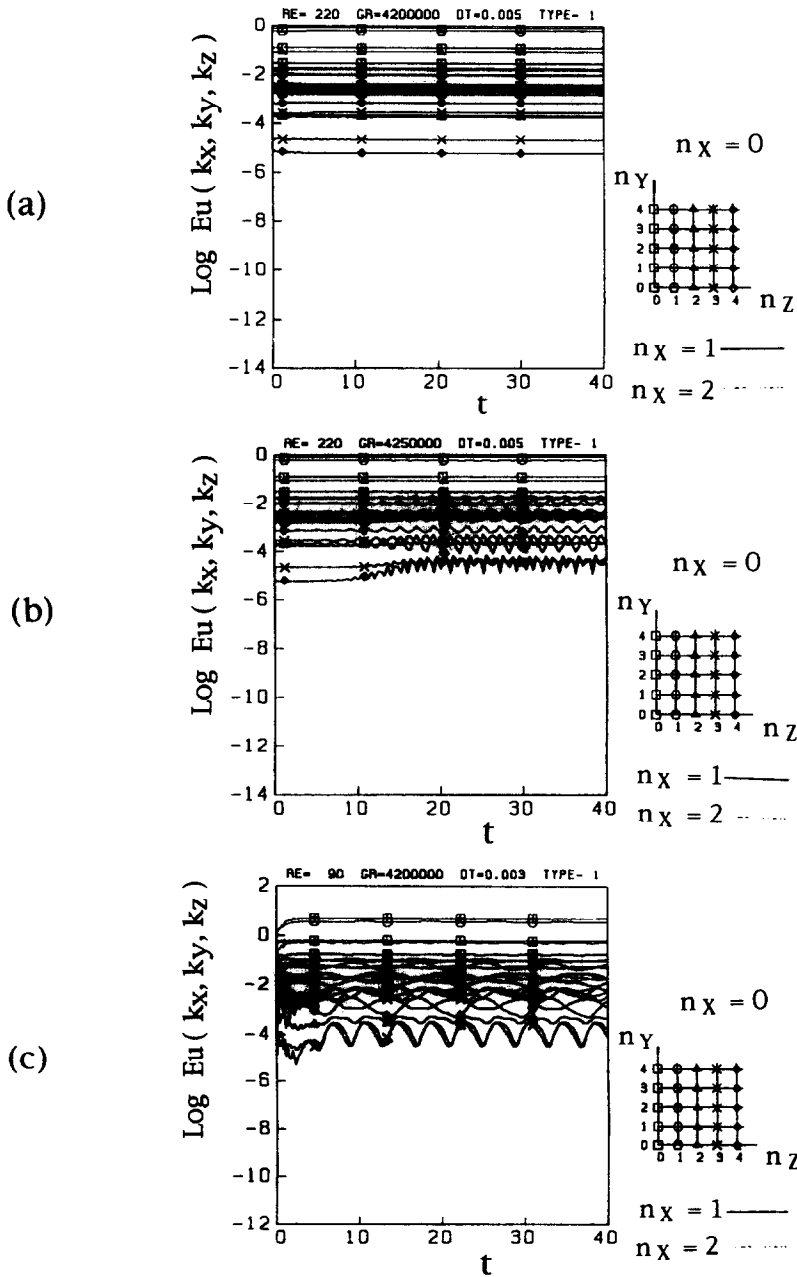 RE= 220 GR=4200000 DT=0.005 TYPE- 1
(a)
Log Eu ( kx, ky, kz )
0
-2
-4
-6
-8
-10
-12
-14
0 10 20 30 40
t
nX = 0
nY
4
3
2
1
0
0 1 2 3 4
nZ
nX = 1
nX = 2
RE= 220 GR=4250000 DT=0.005 TYPE- 1
(b)
Log Eu ( kx, ky, kz )
0
-2
-4
-6
-8
-10
-12
-14
0 10 20 30 40
t
nX = 0
nY
4
3
2
1
0
0 1 2 3 4
nZ
nX = 1
nX = 2
RE= 90 GR=4200000 DT=0.003 TYPE- 1
(c)
Log Eu ( kx, ky, kz )
2
0
-2
-4
-6
-8
-10
-12
0 10 20 30 40
t
nX = 0
nY
4
3
2
1
0
0 1 2 3 4
nZ
nX = 1
nX = 2